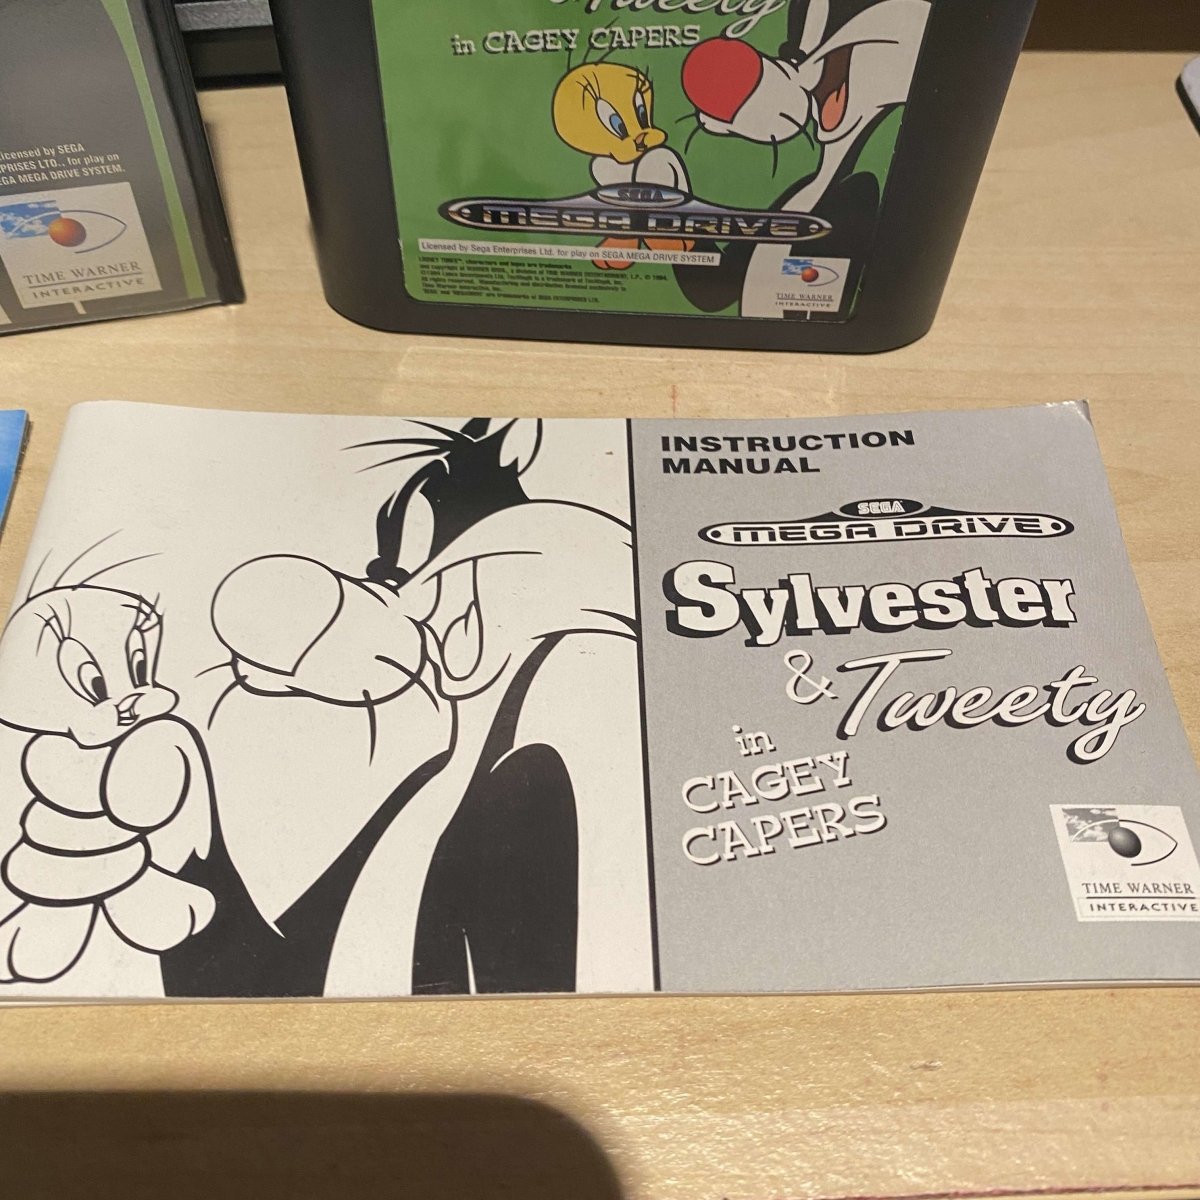 Licensed by SEGA
PRISES LTD., for play on
GA MEGA DRIVE SYSTEM.
TIME WARNER
INTERACTIVE
Tweety
in CAGEY CAPERS
SEGA
MEGA DRIVE
Licensed by Sega Enterprises Ltd. for play on SEGA MEGA DRIVE SYSTEM
TIME WARNER
INTERACTIVE
INSTRUCTION
MANUAL
SEGA
MEGA DRIVE
Sylvester
& Tweety
in
CAGEY
CAPERS
TIME WARNER
INTERACTIVE